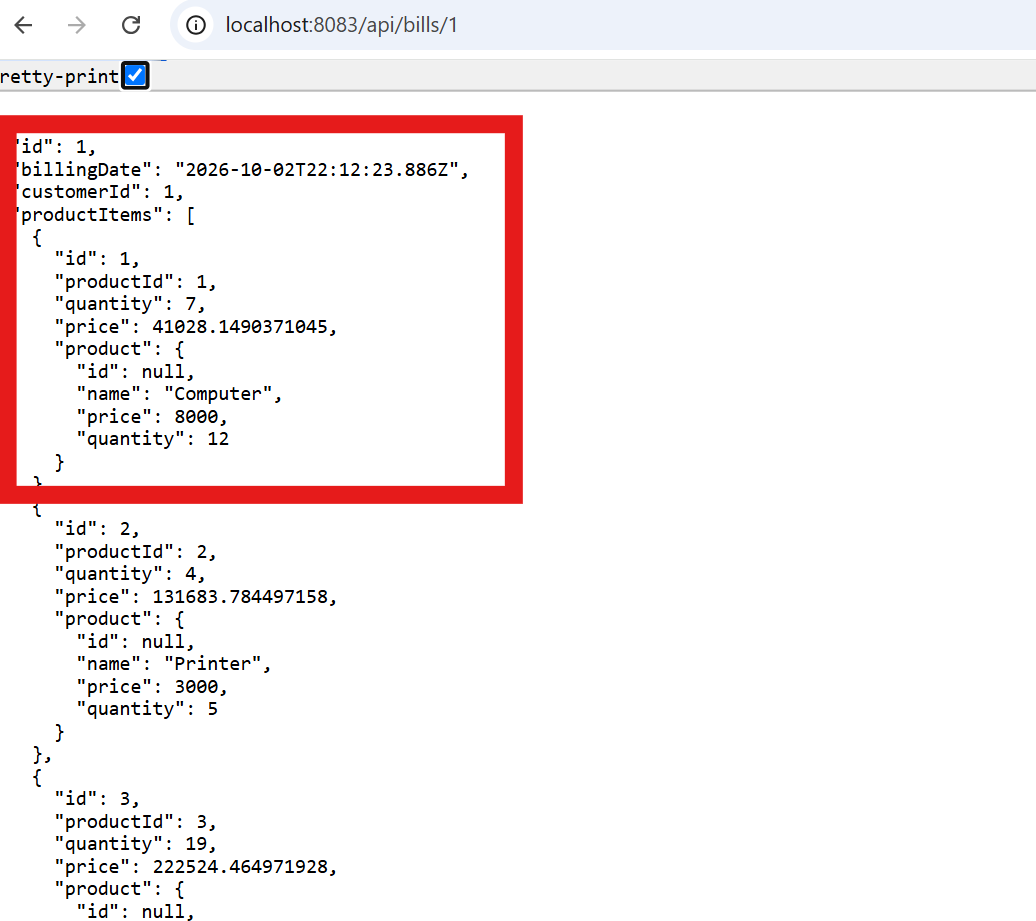 localhost:8083/api/bills/1
retty-print
"id": 1,
"billingDate": "2026-10-02T22:12:23.886Z",
"customerId": 1,
"productItems": [
{
"id": 1,
"productId": 1,
"quantity": 7,
"price": 41028.1490371045,
"product": {
"id": null,
"name": "Computer",
"price": 8000,
"quantity": 12
}
}
{
"id": 2,
"productId": 2,
"quantity": 4,
"price": 131683.784497158,
"product": {
"id": null,
"name": "Printer",
"price": 3000,
"quantity": 5
}
},
{
"id": 3,
"productId": 3,
"quantity": 19,
"price": 222524.464971928,
"product": {
"id": null,